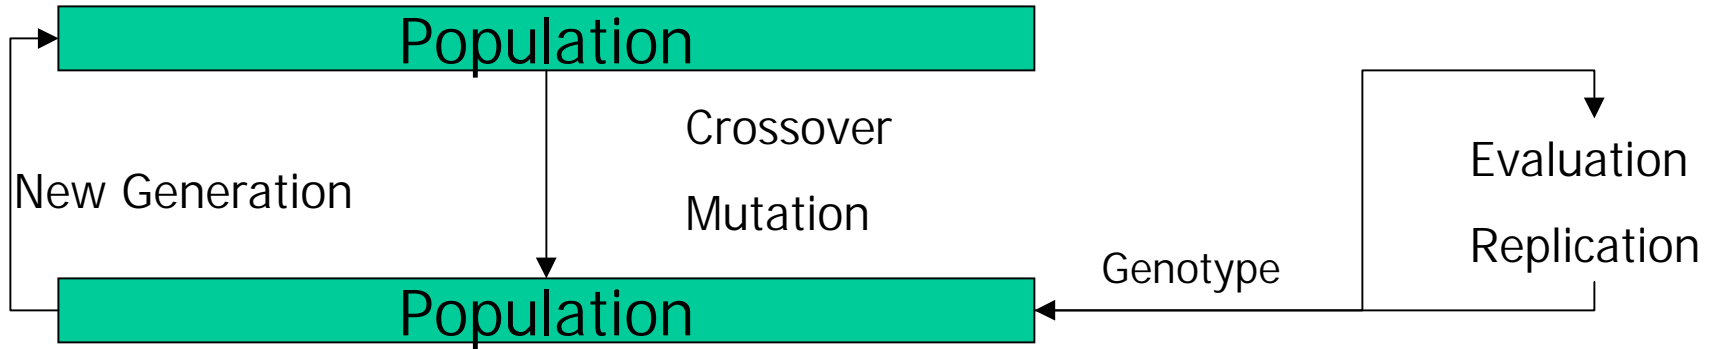 Population
Crossover
Mutation
New Generation
Evaluation
Replication
Genotype
Population